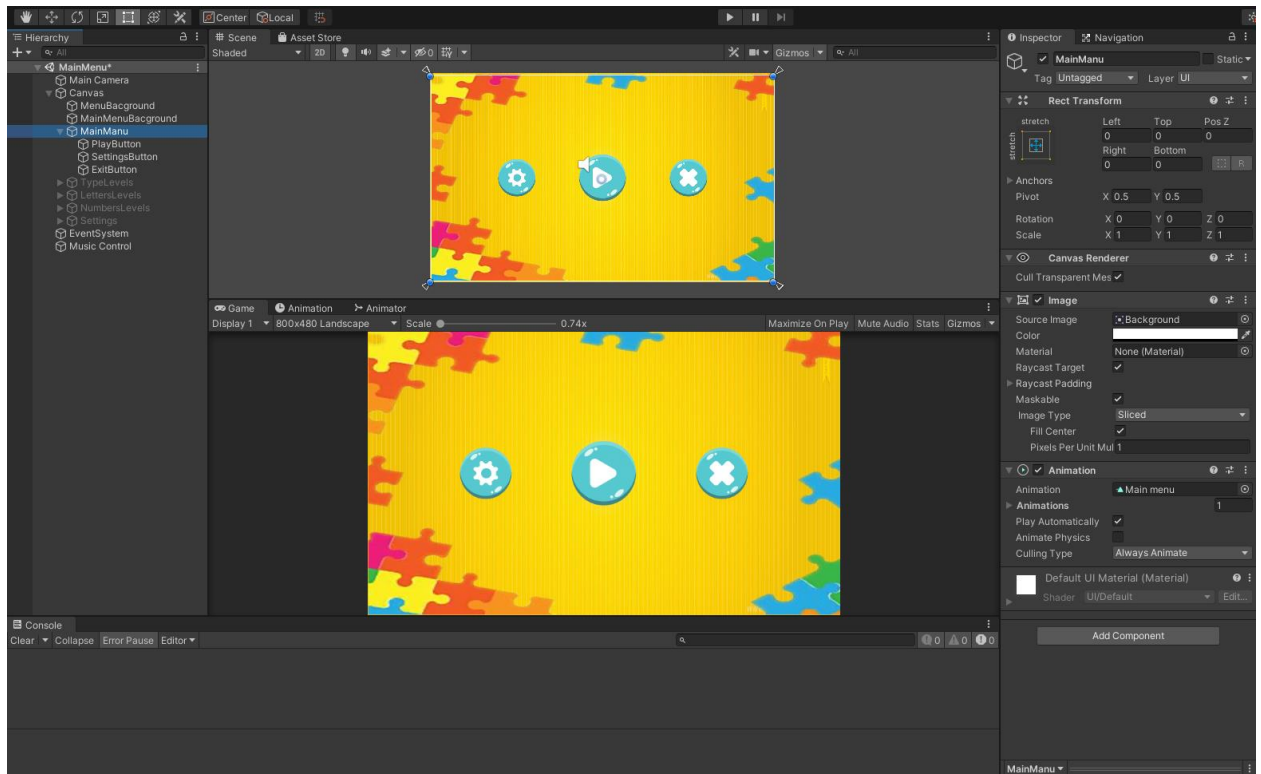 Center Local
Hierarchy
All
MainMenu*
Main Camera
Canvas
MenuBacground
MainMenuBacground
MainManu
PlayButton
SettingsButton
ExitButton
TypeLevels
LettersLevels
NumbersLevels
Settings
EventSystem
Music Control
# Scene Asset Store
Shaded 2D 0 Gizmos All
Game Animation Animator
Display 1 800x480 Landscape Scale 0.74x Maximize On Play Mute Audio Stats Gizmos
Console
Clear Collapse Error Pause Editor 0 0 0
Inspector Navigation
MainManu Static
Tag Untagged Layer UI
Rect Transform
stretch Left Top Pos Z
stretch 0 0 0
Right Bottom
0 0 R
Anchors
Pivot X 0.5 Y 0.5
Rotation X 0 Y 0 Z 0
Scale X 1 Y 1 Z 1
Canvas Renderer
Cull Transparent Mes
Image
Source Image Background
Color
Material None (Material)
Raycast Target
Raycast Padding
Maskable
Image Type Sliced
Fill Center
Pixels Per Unit Mul 1
Animation
Animation Main menu
Animations 1
Play Automatically
Animate Physics
Culling Type Always Animate
Default UI Material (Material)
Shader UI/Default Edit...
Add Component
MainManu